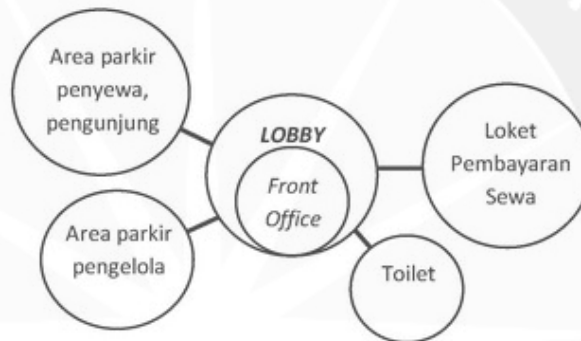 Area parkir
penyewa,
pengunjung
LOBBY
Front
Office
Loket
Pembayaran
Sewa
Area parkir
pengelola
Toilet